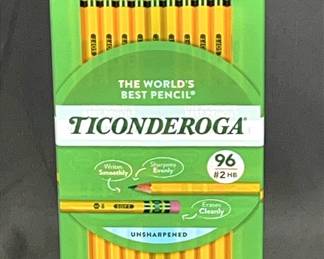 THE WORLD'S
BEST PENCIL®
TICONDEROGA®
Writes
Smoothly
Sharpens
Evenly
96
#2 HB
Erases
Cleanly
UNSHARPENED